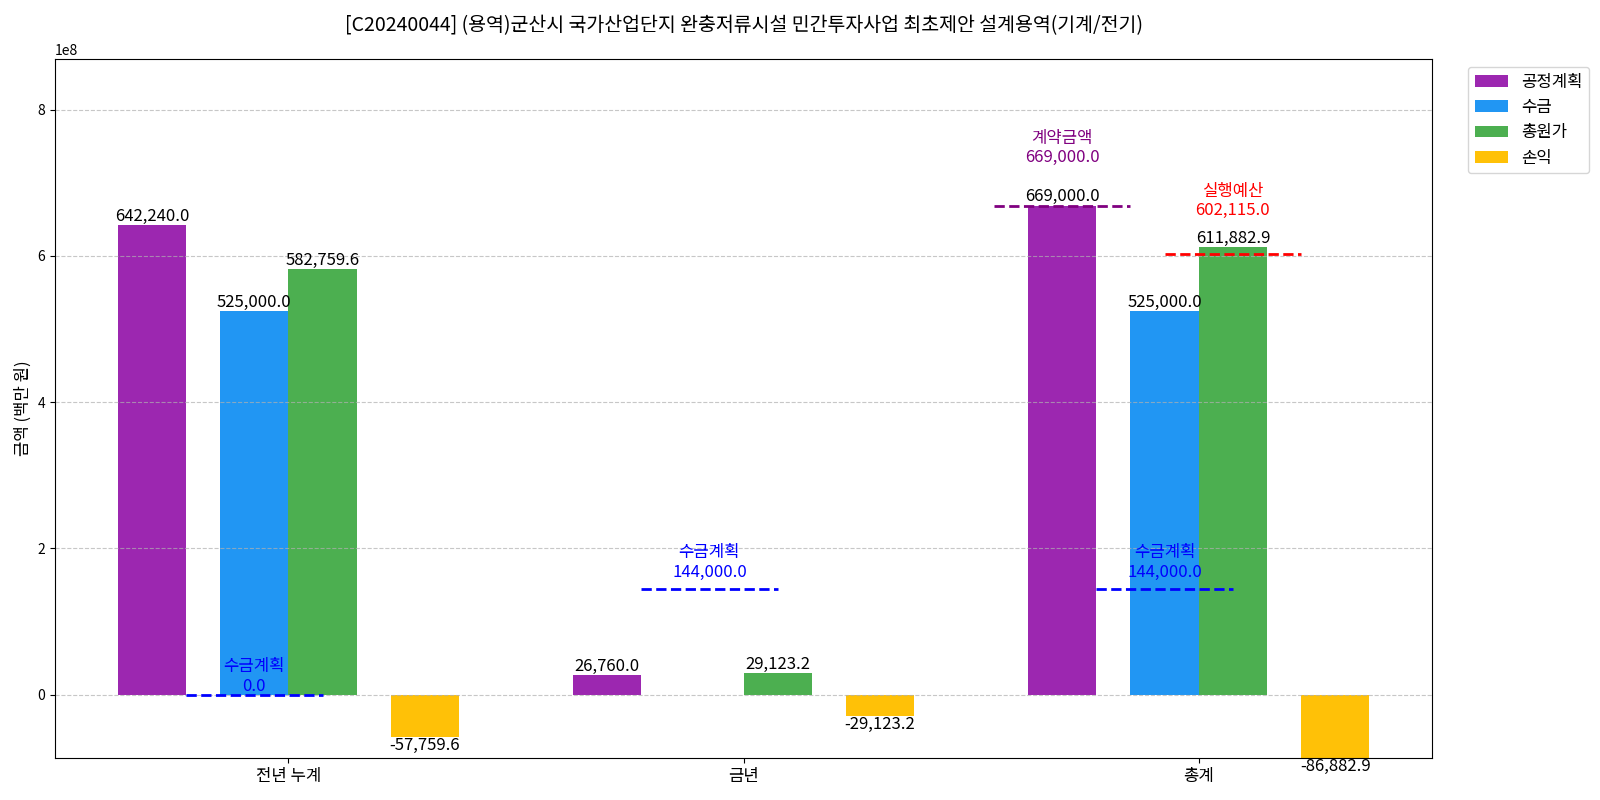 [C20240044] (용역)군산시 국가산업단지 완충저류시설 민간투자사업 최초제안 설계용역(기계/전기)
1e8
공정계획
수금
총원가
손익
금액 (백만 원)
8
6
4
2
0
642,240.0
525,000.0
582,759.6
수금계획
0.0
-57,759.6
26,760.0
수금계획
144,000.0
29,123.2
-29,123.2
계약금액
669,000.0
669,000.0
실행예산
602,115.0
611,882.9
525,000.0
수금계획
144,000.0
-86,882.9
전년 누계
금년
총계